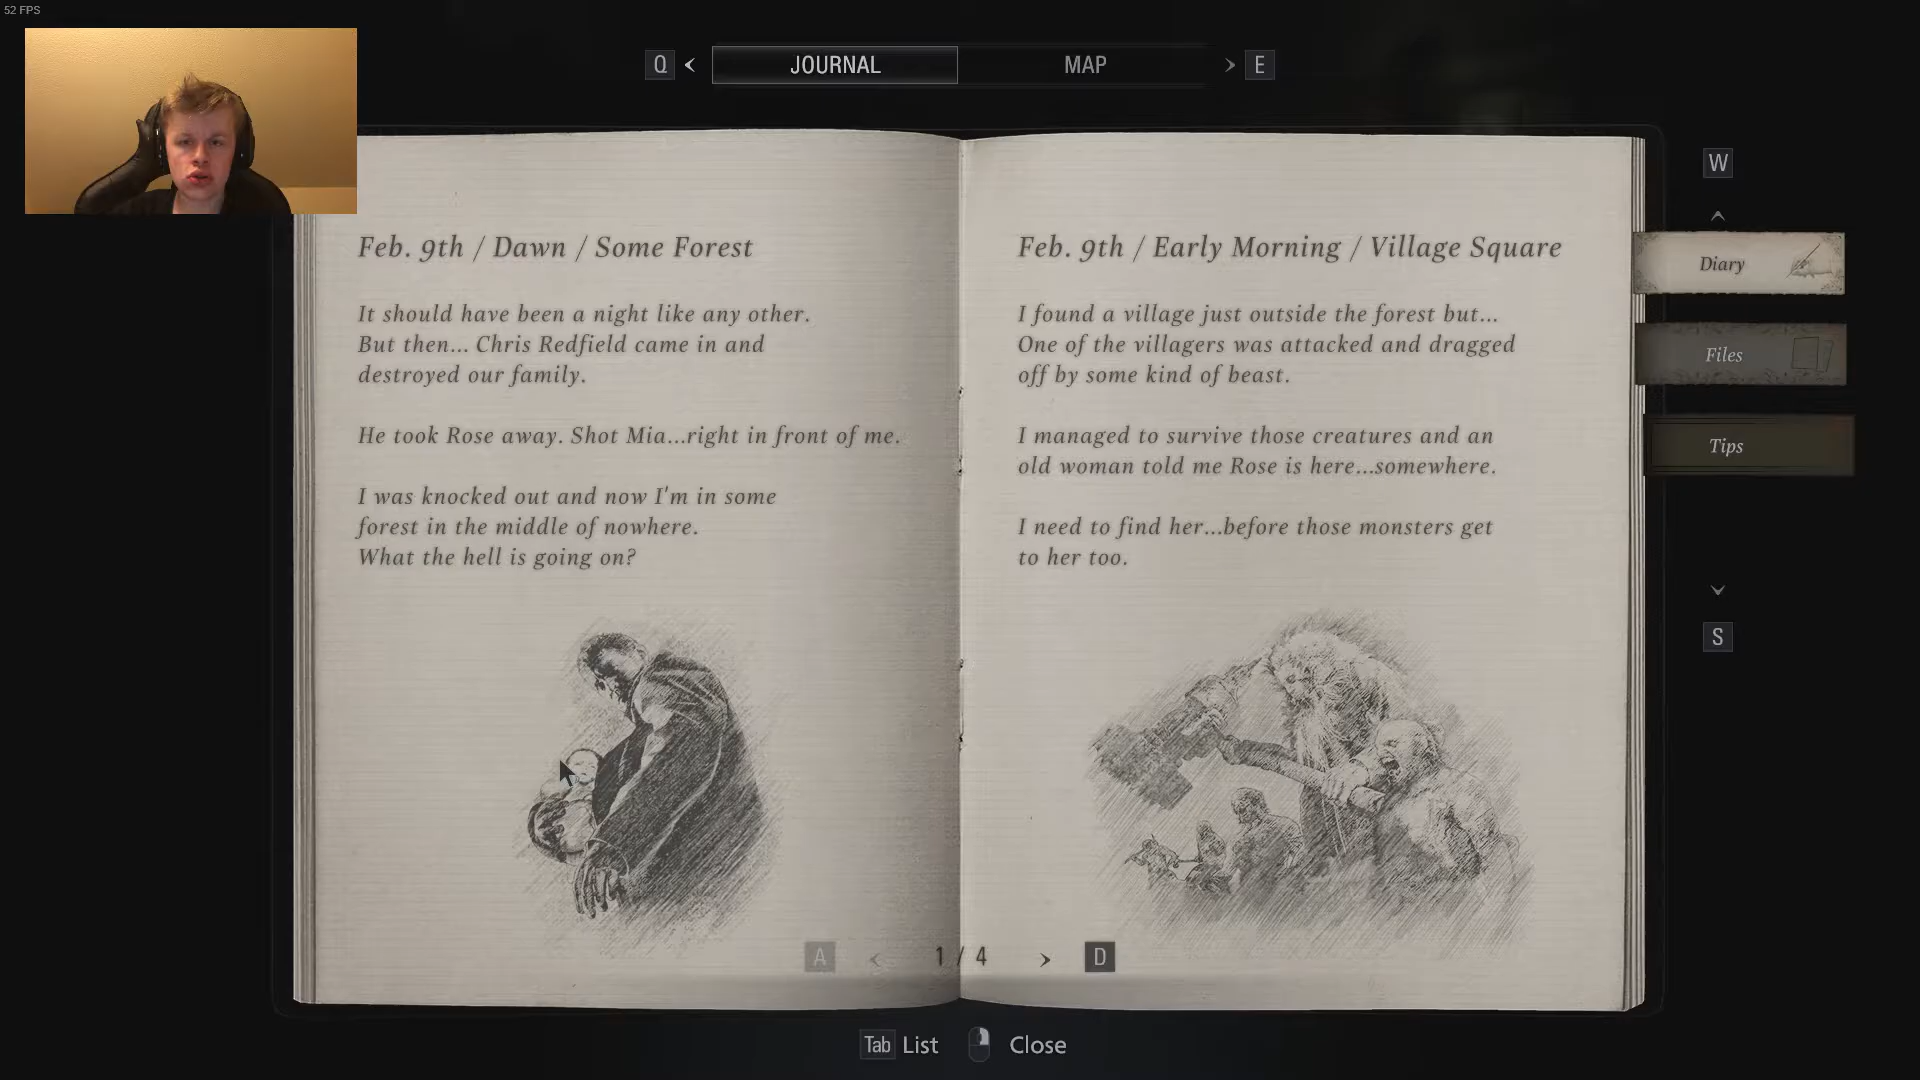 52 FPS
Q < JOURNAL MAP > E
W
Feb. 9th / Dawn / Some Forest
It should have been a night like any other.
But then... Chris Redfield came in and
destroyed our family.
He took Rose away. Shot Mia...right in front of me.
I was knocked out and now I'm in some
forest in the middle of nowhere.
What the hell is going on?
Feb. 9th / Early Morning / Village Square
I found a village just outside the forest but...
One of the villagers was attacked and dragged
off by some kind of beast.
I managed to survive those creatures and an
old woman told me Rose is here...somewhere.
I need to find her...before those monsters get
to her too.
Diary
Files
Tips
S
A < 1 / 4 > D
Tab List Close